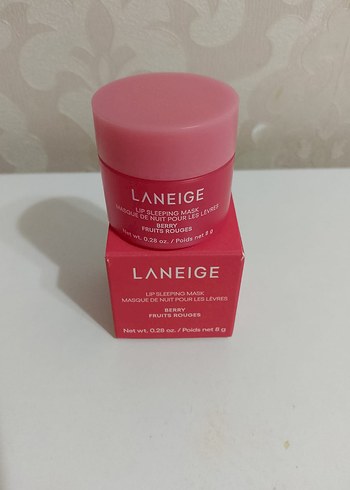 LANEIGE
LIP SLEEPING MASK
MASQUE DE NUIT POUR LES LÈVRES
BERRY
FRUITS ROUGES
Net wt. 0.28 oz. / Poids net 8 g
LANEIGE
LIP SLEEPING MASK
MASQUE DE NUIT POUR LES LÈVRES
BERRY
FRUITS ROUGES
Net wt. 0.28 oz. / Poids net 8 g